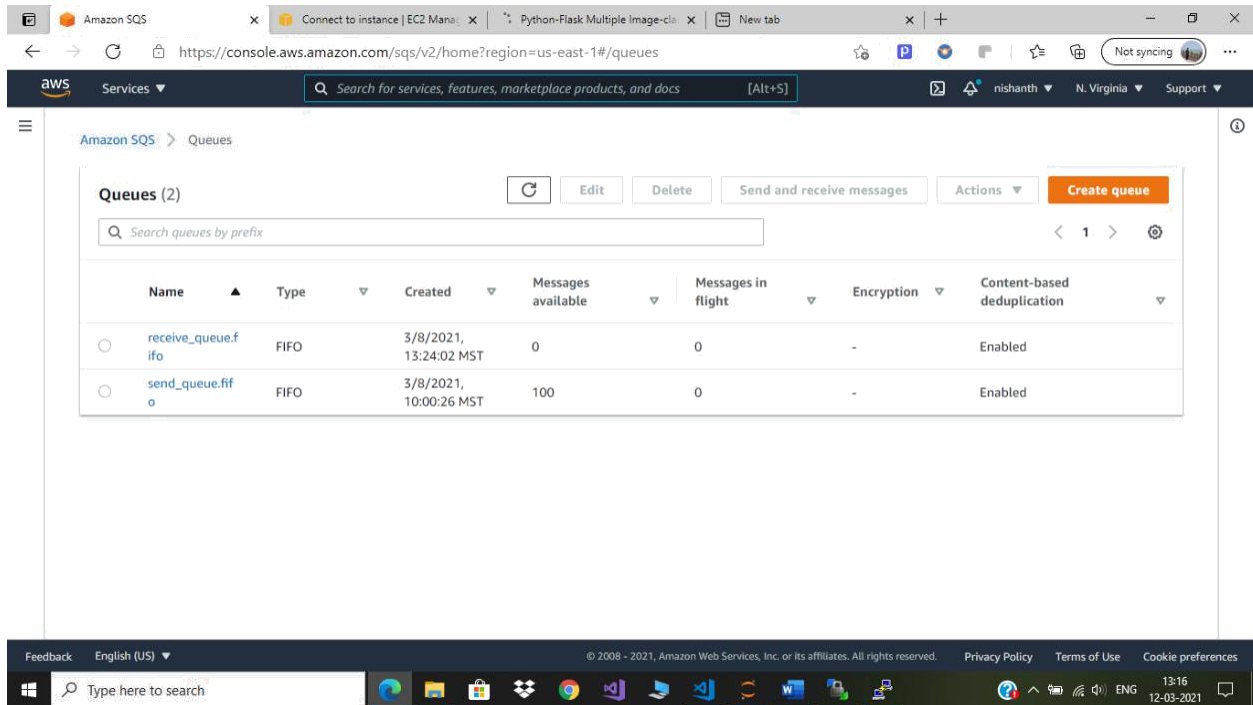 Amazon SQS
Connect to instance | EC2 Manag
Python-Flask Multiple Image-cla
New tab
https://console.aws.amazon.com/sqs/v2/home?region=us-east-1#/queues
Not syncing
aws
Services
Search for services, features, marketplace products, and docs
[Alt+S]
nishanth
N. Virginia
Support
Amazon SQS
Queues
Queues (2)
Edit
Delete
Send and receive messages
Actions
Create queue
Search queues by prefix
1
Name
Type
Created
Messages
available
Messages in
flight
Encryption
Content-based
deduplication
receive_queue.f
ifo
FIFO
3/8/2021,
13:24:02 MST
0
0
-
Enabled
send_queue.fif
o
FIFO
3/8/2021,
10:00:26 MST
100
0
-
Enabled
Feedback
English (US)
© 2008 - 2021, Amazon Web Services, Inc. or its affiliates. All rights reserved.
Privacy Policy
Terms of Use
Cookie preferences
Type here to search
ENG
13:16
12-03-2021